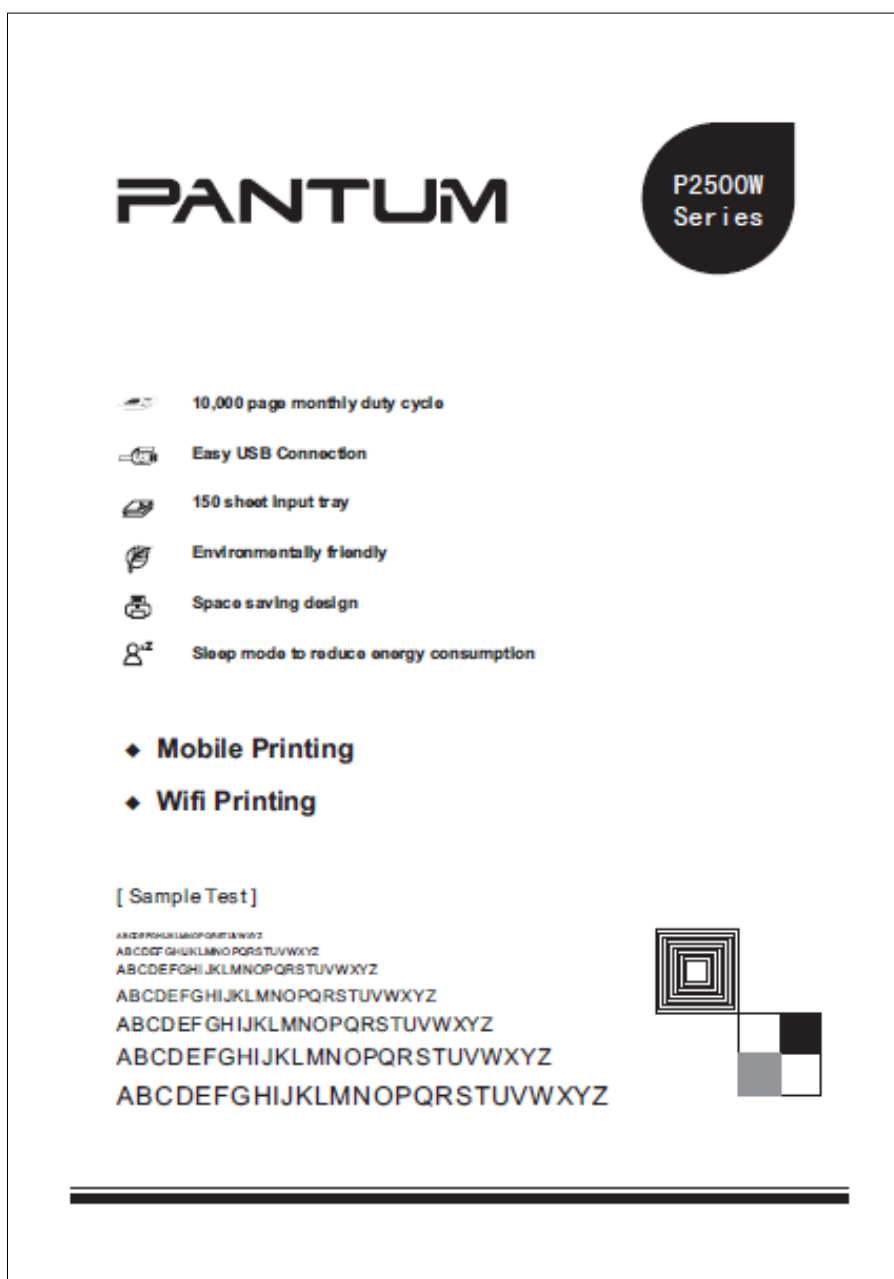 PANTUM
P2500W
Series
10,000 page monthly duty cycle
Easy USB Connection
150 sheet input tray
Environmentally friendly
Space saving design
Sleep mode to reduce energy consumption
◆ Mobile Printing
◆ Wifi Printing
[ Sample Test ]
ABCDEFGHIJKLMNOPQRSTUVWXYZ
ABCDEFGHIJKLMNOPQRSTUVWXYZ
ABCDEFGHIJKLMNOPQRSTUVWXYZ
ABCDEFGHIJKLMNOPQRSTUVWXYZ
ABCDEFGHIJKLMNOPQRSTUVWXYZ
ABCDEFGHIJKLMNOPQRSTUVWXYZ
ABCDEFGHIJKLMNOPQRSTUVWXYZ